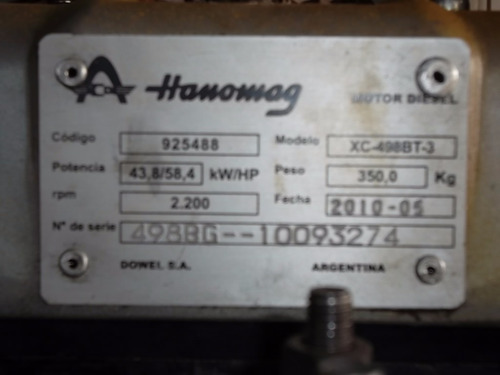 Hanomag
MOTOR DIESEL
Código 925488 Modelo XC-498BT-3
Potencia 43,8/58,4 kW/HP Peso 350,0 Kg
rpm 2.200 Fecha 2010-05
N° de serie 498BG--10093274
DOWEL S.A. ARGENTINA